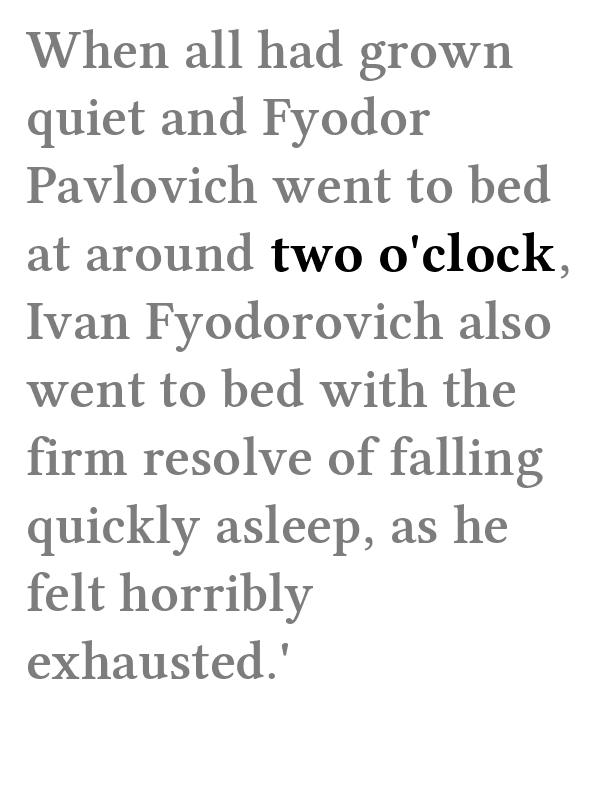 When all had grown
quiet and Fyodor
Pavlovich went to bed
at around two o'clock,
Ivan Fyodorovich also
went to bed with the
firm resolve of falling
quickly asleep, as he
felt horribly
exhausted.'